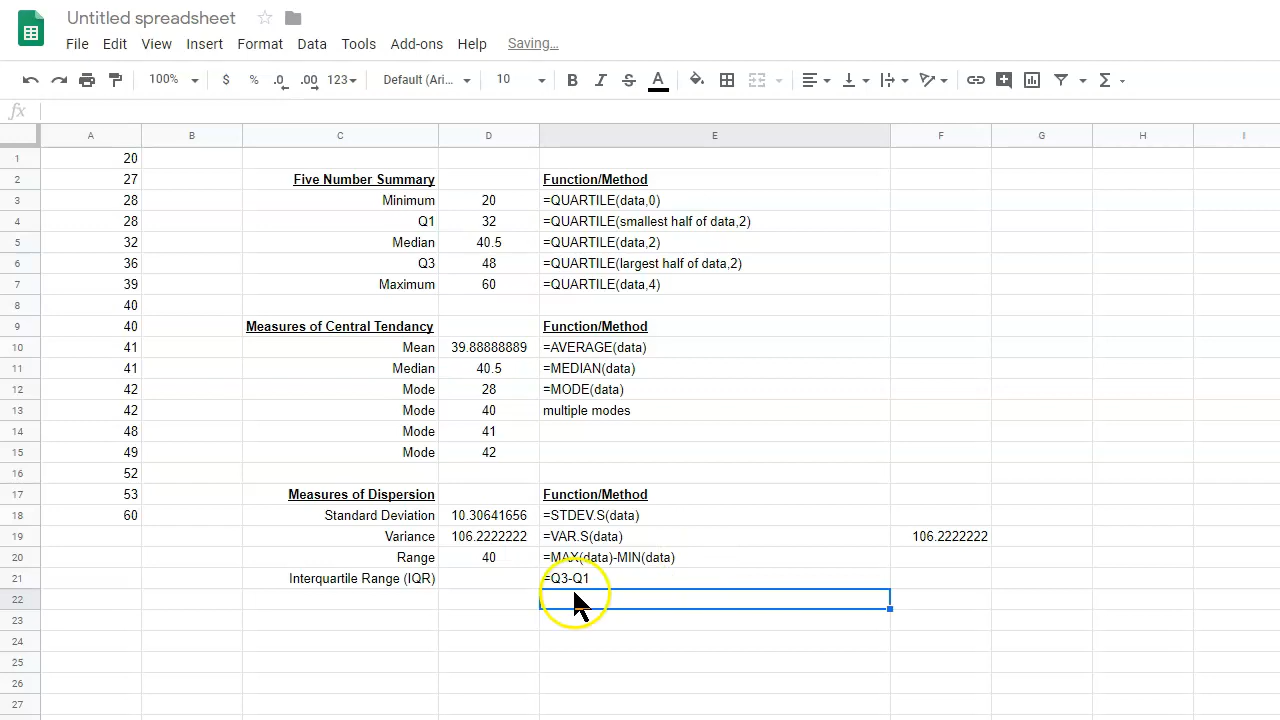 Untitled spreadsheet
File Edit View Insert Format Data Tools Add-ons Help Saving...
100% $ % .0 .00 123 Default (Ari... 10 B I S A Σ
fx
A B C D E F G H I
1 20
2 27 Five Number Summary Function/Method
3 28 Minimum 20 =QUARTILE(data,0)
4 28 Q1 32 =QUARTILE(smallest half of data,2)
5 32 Median 40.5 =QUARTILE(data,2)
6 36 Q3 48 =QUARTILE(largest half of data,2)
7 39 Maximum 60 =QUARTILE(data,4)
8 40
9 40 Measures of Central Tendancy Function/Method
10 41 Mean 39.88888889 =AVERAGE(data)
11 41 Median 40.5 =MEDIAN(data)
12 42 Mode 28 =MODE(data)
13 42 Mode 40 multiple modes
14 48 Mode 41
15 49 Mode 42
16 52
17 53 Measures of Dispersion Function/Method
18 60 Standard Deviation 10.30641656 =STDEV.S(data)
19 Variance 106.2222222 =VAR.S(data) 106.2222222
20 Range 40 =MAX(data)-MIN(data)
21 Interquartile Range (IQR) =Q3-Q1
22
23
24
25
26
27